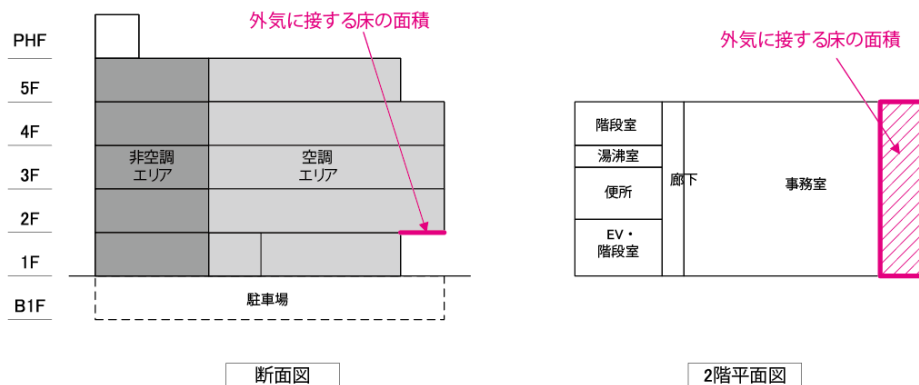 外気に接する床の面積
外気に接する床の面積
PHF
5F
4F
3F
2F
1F
B1F
非空調
エリア
空調
エリア
駐車場
階段室
湯沸室
便所
EV・
階段室
廊下
事務室
断面図
2階平面図